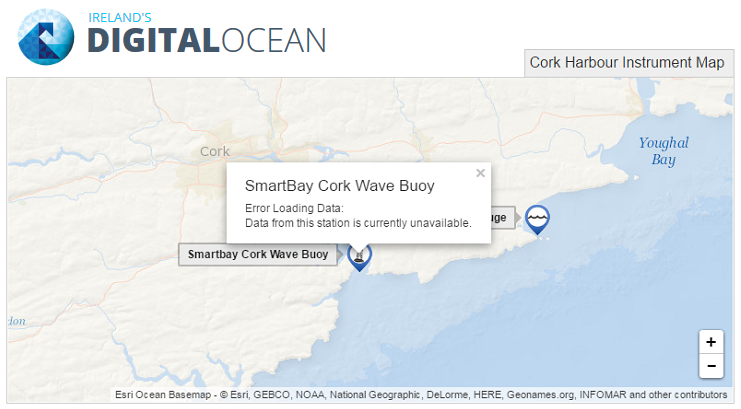 IRELAND'S
DIGITALOCEAN
Cork Harbour Instrument Map
Youghal
Bay
Cork
SmartBay Cork Wave Buoy
×
Error Loading Data:
Data from this station is currently unavailable.
uge
Smartbay Cork Wave Buoy
don
+
−
Esri Ocean Basemap - © Esri, GEBCO, NOAA, National Geographic, DeLorme, HERE, Geonames.org, INFOMAR and other contributors